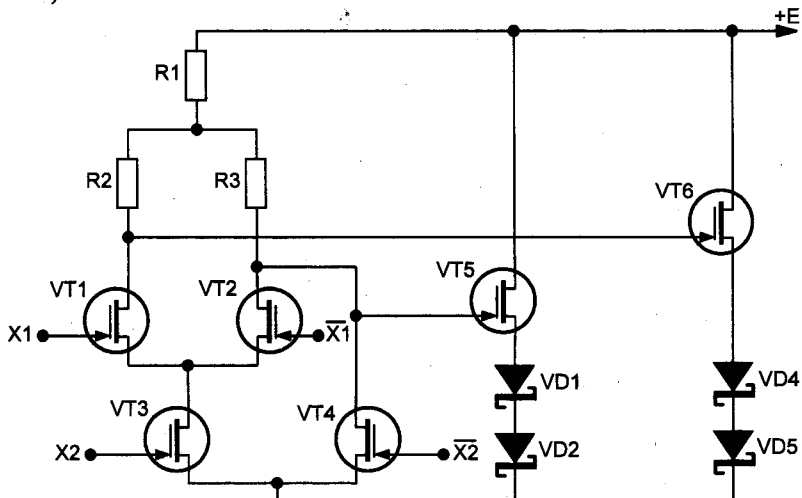 +E
R1
R2
R3
VT6
VT5
VT1
VT2
X1
X̅1̅
VT3
VT4
VD1
VD4
X2
X̅2̅
VD2
VD5